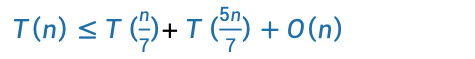 T(n) ≤ T (n/7) + T (5n/7) + O(n)